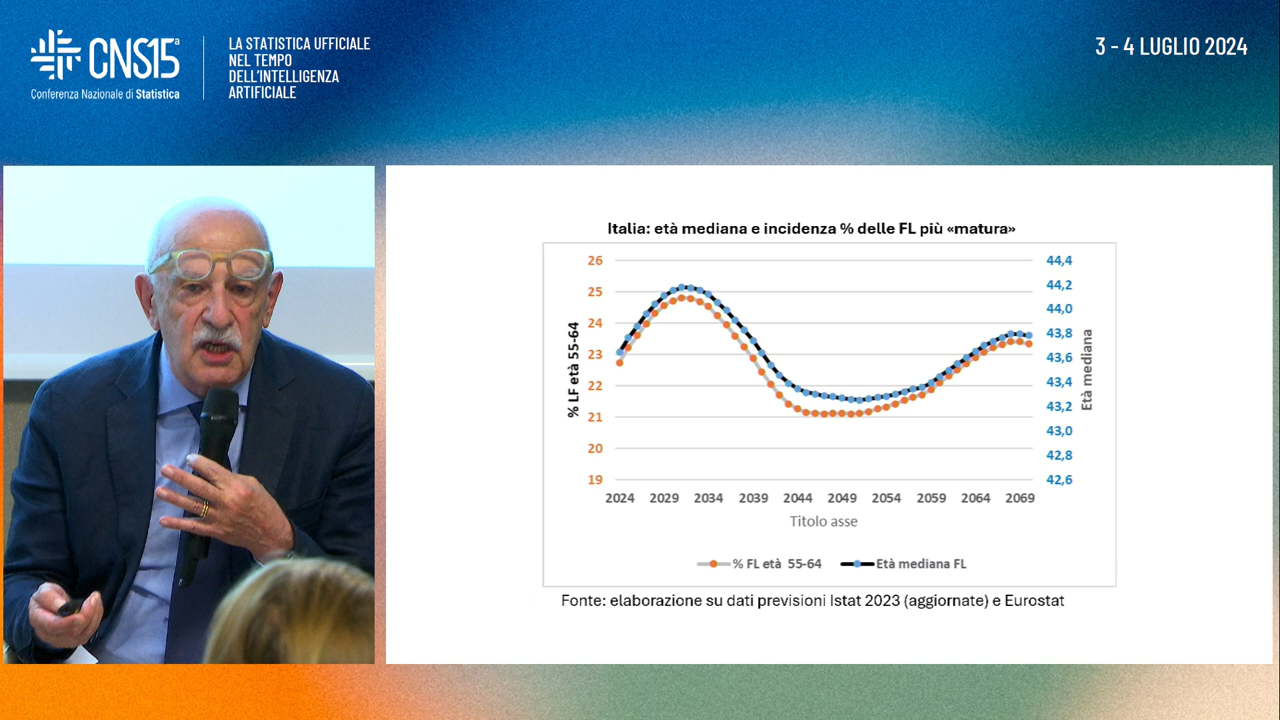 CNS15ª
Conferenza Nazionale di Statistica
LA STATISTICA UFFICIALE
NEL TEMPO
DELL'INTELLIGENZA
ARTIFICIALE
3 - 4 LUGLIO 2024
Italia: età mediana e incidenza % delle FL più «matura»
% LF età 55-64
26
25
24
23
22
21
20
19
44,4
44,2
44,0
43,8
43,6
43,4
43,2
43,0
42,8
42,6
Età mediana
2024 2029 2034 2039 2044 2049 2054 2059 2064 2069
Titolo asse
% FL età 55-64 Età mediana FL
Fonte: elaborazione su dati previsioni Istat 2023 (aggiornate) e Eurostat